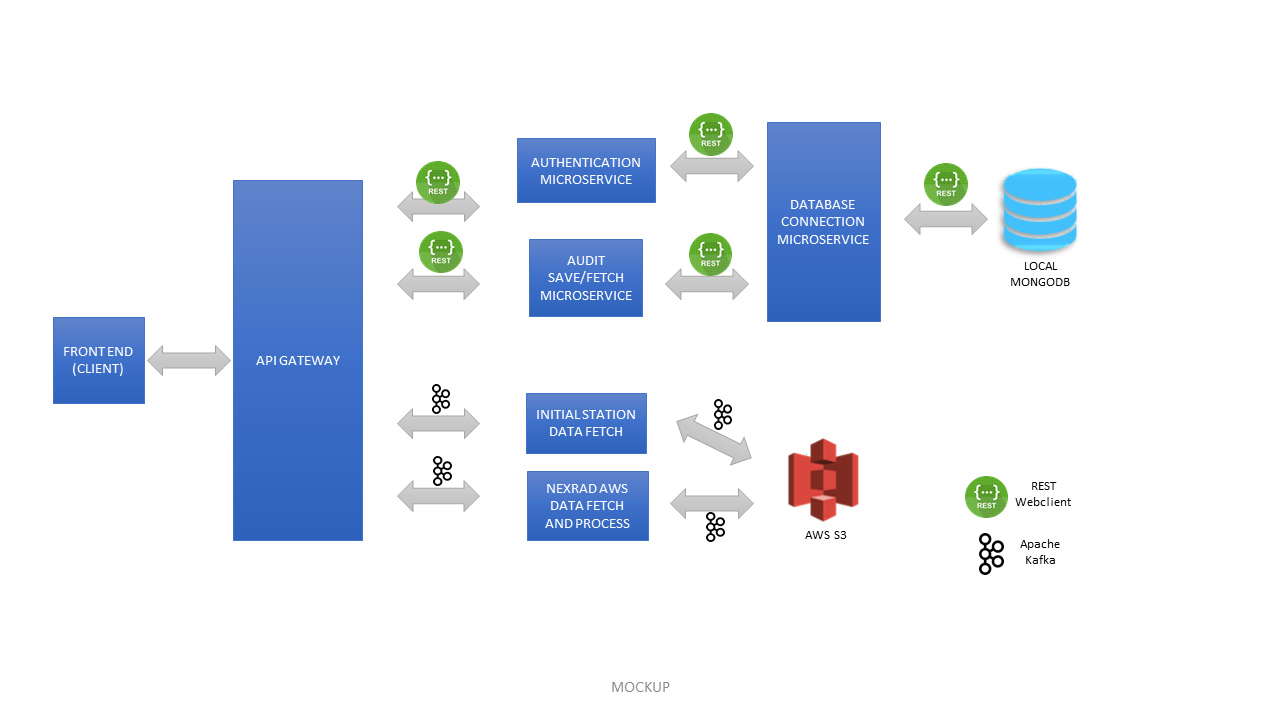 {...}
REST
AUTHENTICATION
MICROSERVICE
{...}
REST
{...}
REST
DATABASE
CONNECTION
MICROSERVICE
{...}
REST
LOCAL
MONGODB
{...}
REST
AUDIT
SAVE/FETCH
MICROSERVICE
{...}
REST
FRONT END
(CLIENT)
API GATEWAY
INITIAL STATION
DATA FETCH
NEXRAD AWS
DATA FETCH
AND PROCESS
AWS S3
{...}
REST
REST
Webclient
Apache
Kafka
MOCKUP